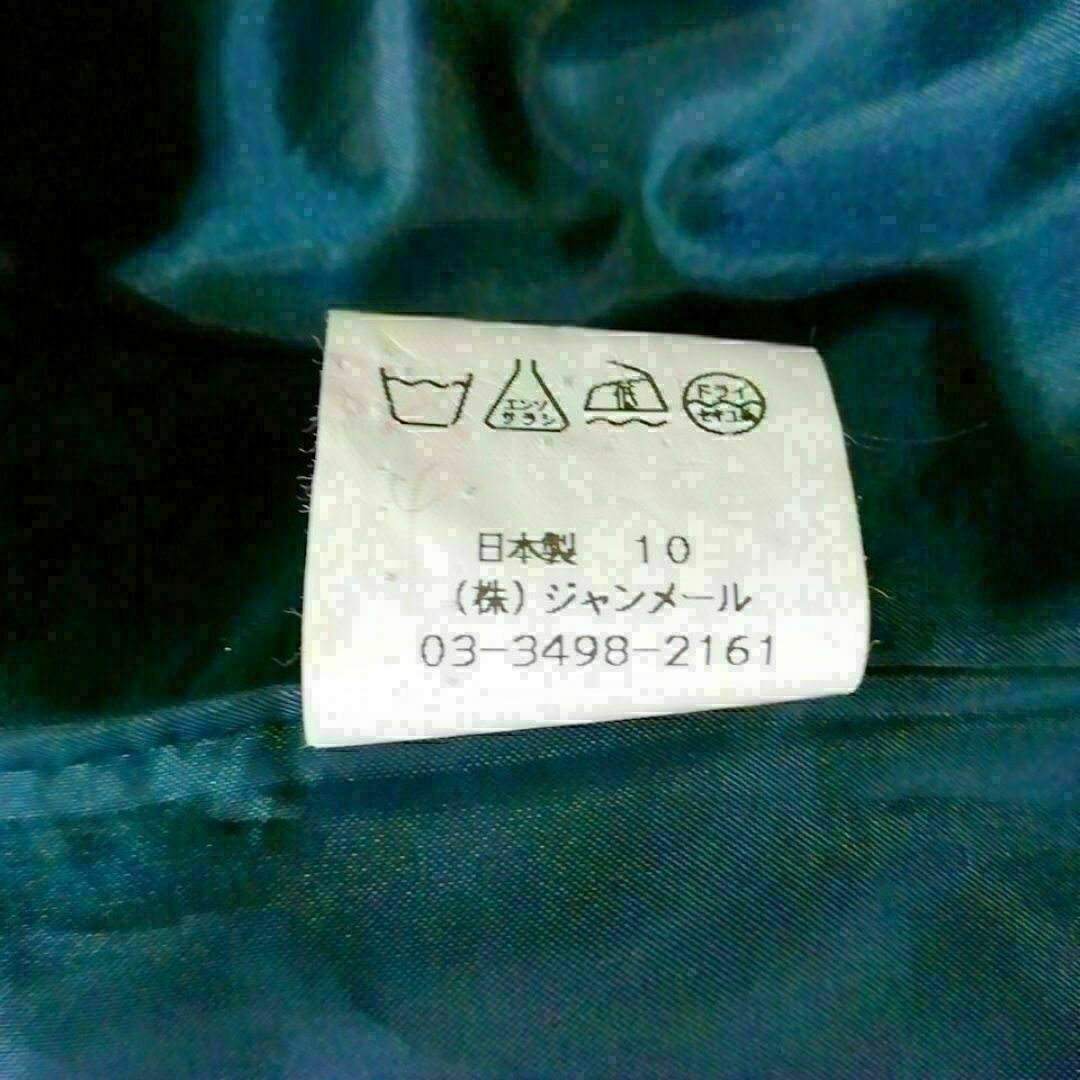 エンソ
サラシ
低
ドライ
セキユ系
日本製 10
(株)ジャンメール
03-3498-2161